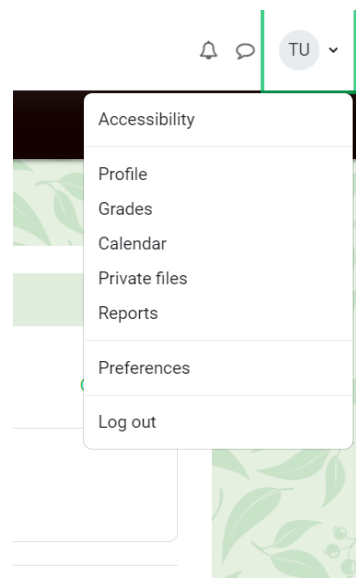 TU
Accessibility
Profile
Grades
Calendar
Private files
Reports
Preferences
Log out